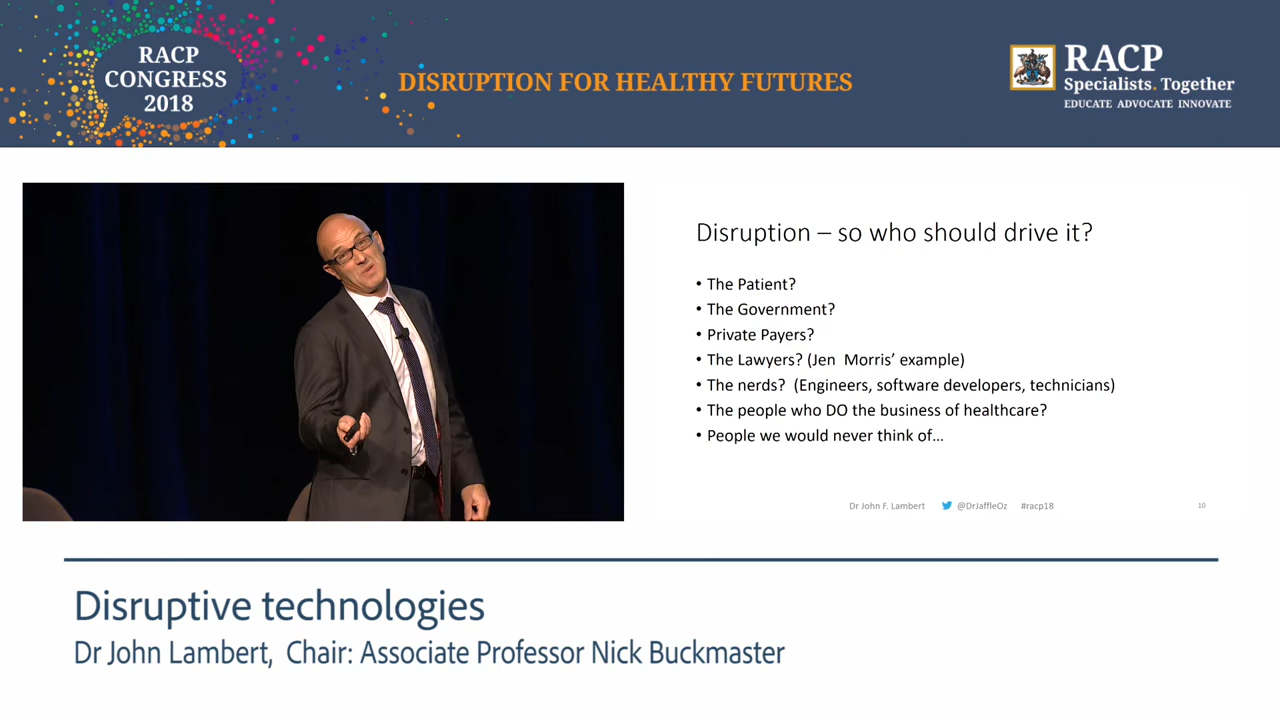 RACP
CONGRESS
2018
DISRUPTION FOR HEALTHY FUTURES
RACP
Specialists. Together
EDUCATE ADVOCATE INNOVATE
Disruption – so who should drive it?
• The Patient?
• The Government?
• Private Payers?
• The Lawyers? (Jen Morris’ example)
• The nerds? (Engineers, software developers, technicians)
• The people who DO the business of healthcare?
• People we would never think of…
Dr John F. Lambert @DrJaffleOz #racp18 10
Disruptive technologies
Dr John Lambert, Chair: Associate Professor Nick Buckmaster